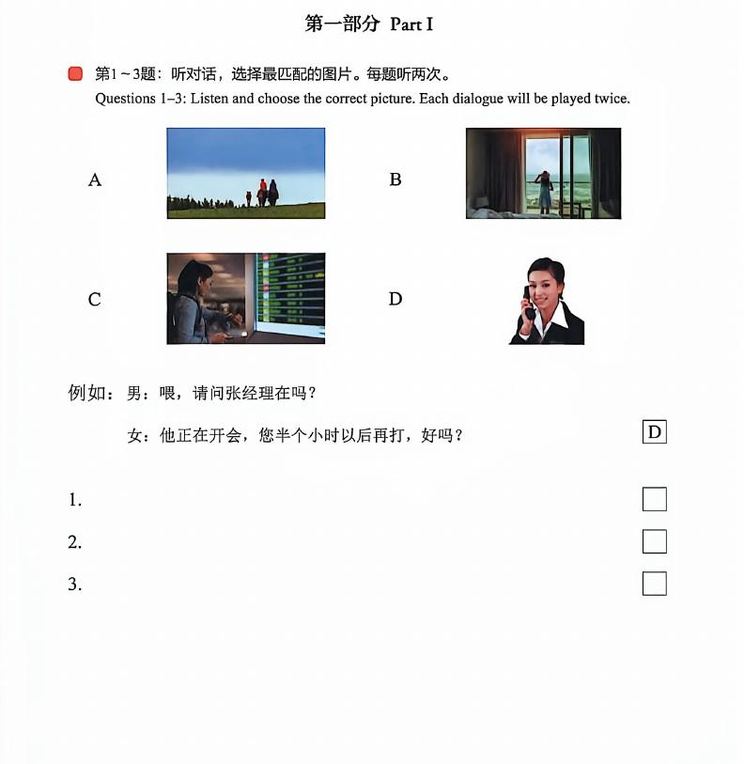 第一部分 Part I
第1~3题：听对话，选择最匹配的图片。每题听两次。
Questions 1–3: Listen and choose the correct picture. Each dialogue will be played twice.
A
B
C
D
例如：男：喂，请问张经理在吗？
女：他正在开会，您半个小时以后再打，好吗？
D
1.
2.
3.